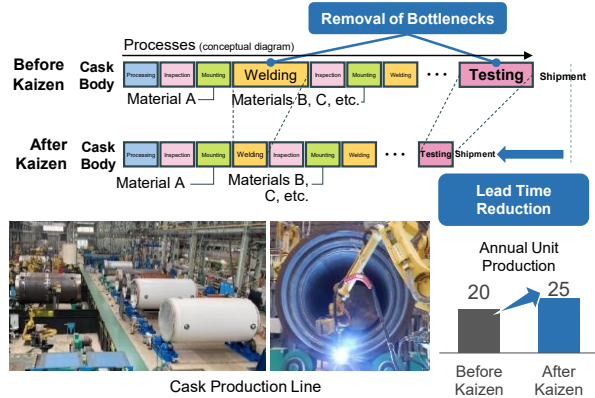 Removal of Bottlenecks
Processes (conceptual diagram)
Before
Kaizen
Cask
Body
Processing
Inspection
Mounting
Welding
Inspection
Mounting
Welding
• • •
Testing
Shipment
Material A
Materials B, C, etc.
After
Kaizen
Cask
Body
Processing
Inspection
Mounting
Welding
Inspection
Mounting
Welding
• • •
Testing
Shipment
Material A
Materials B,
C, etc.
Lead Time
Reduction
Annual Unit
Production
20
25
Before
Kaizen
After
Kaizen
Cask Production Line